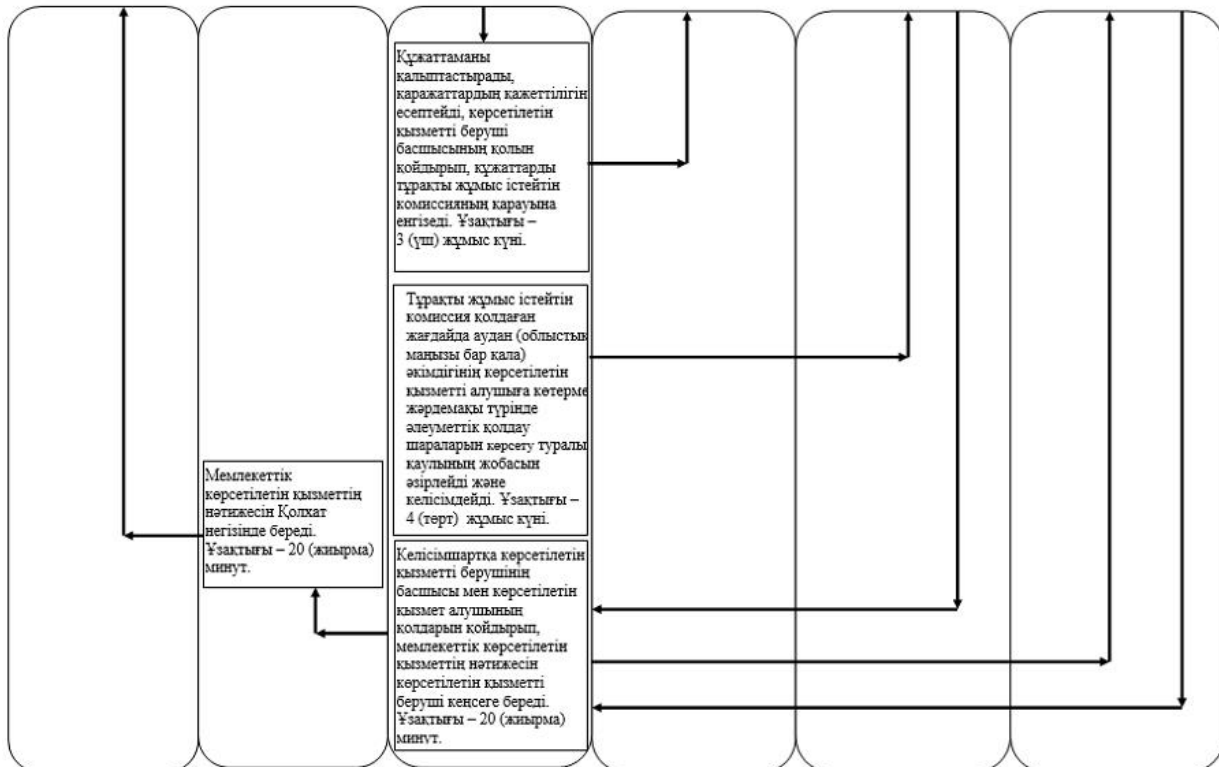 Құжаттаманы
қалыптастырады,
қаражаттардың қажеттілігін
есептейді, көрсетілетін
қызметті беруші
басшысының қолын
қойдырып, құжаттарды
тұрақты жұмыс істейтін
комиссияның қарауына
енгізеді. Ұзақтығы –
3 (үш) жұмыс күні.
Тұрақты жұмыс істейтін
комиссия қолдаған
жағдайда аудан (облыстық
маңызы бар қала)
әкімдігінің көрсетілетін
қызметті алушыға көтерме
жәрдемақы түрінде
әлеуметтік қолдау
шараларын көрсету туралы
қаулының жобасын
әзірлейді және
келісімдейді. Ұзақтығы –
4 (төрт) жұмыс күні.
Мемлекеттік
көрсетілетін қызметтің
нәтижесін Қолхат
негізінде береді.
Ұзақтығы – 20 (жиырма)
минут.
Келісімшартқа көрсетілетін
қызметті берушінің
басшысы мен көрсетілетін
қызмет алушының
қолдарын қойдырып,
мемлекеттік көрсетілетін
қызметтің нәтижесін
көрсетілетін қызметті
беруші кеңсеге береді.
Ұзақтығы – 20 (жиырма)
минут.